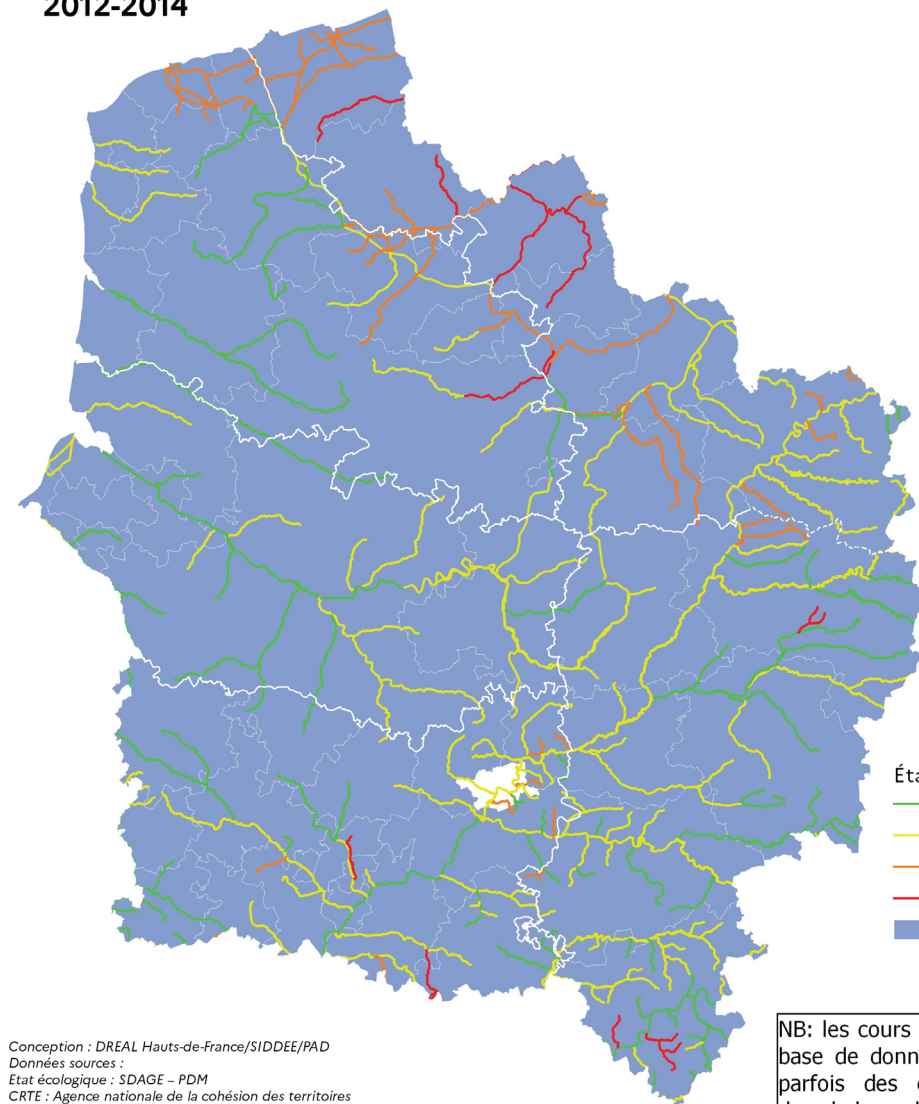 2012-2014
Éta
NB: les cours
base de donn
parfois des
Conception : DREAL Hauts-de-France/SIDDEE/PAD
Données sources :
Etat écologique : SDAGE – PDM
CRTE : Agence nationale de la cohésion des territoires